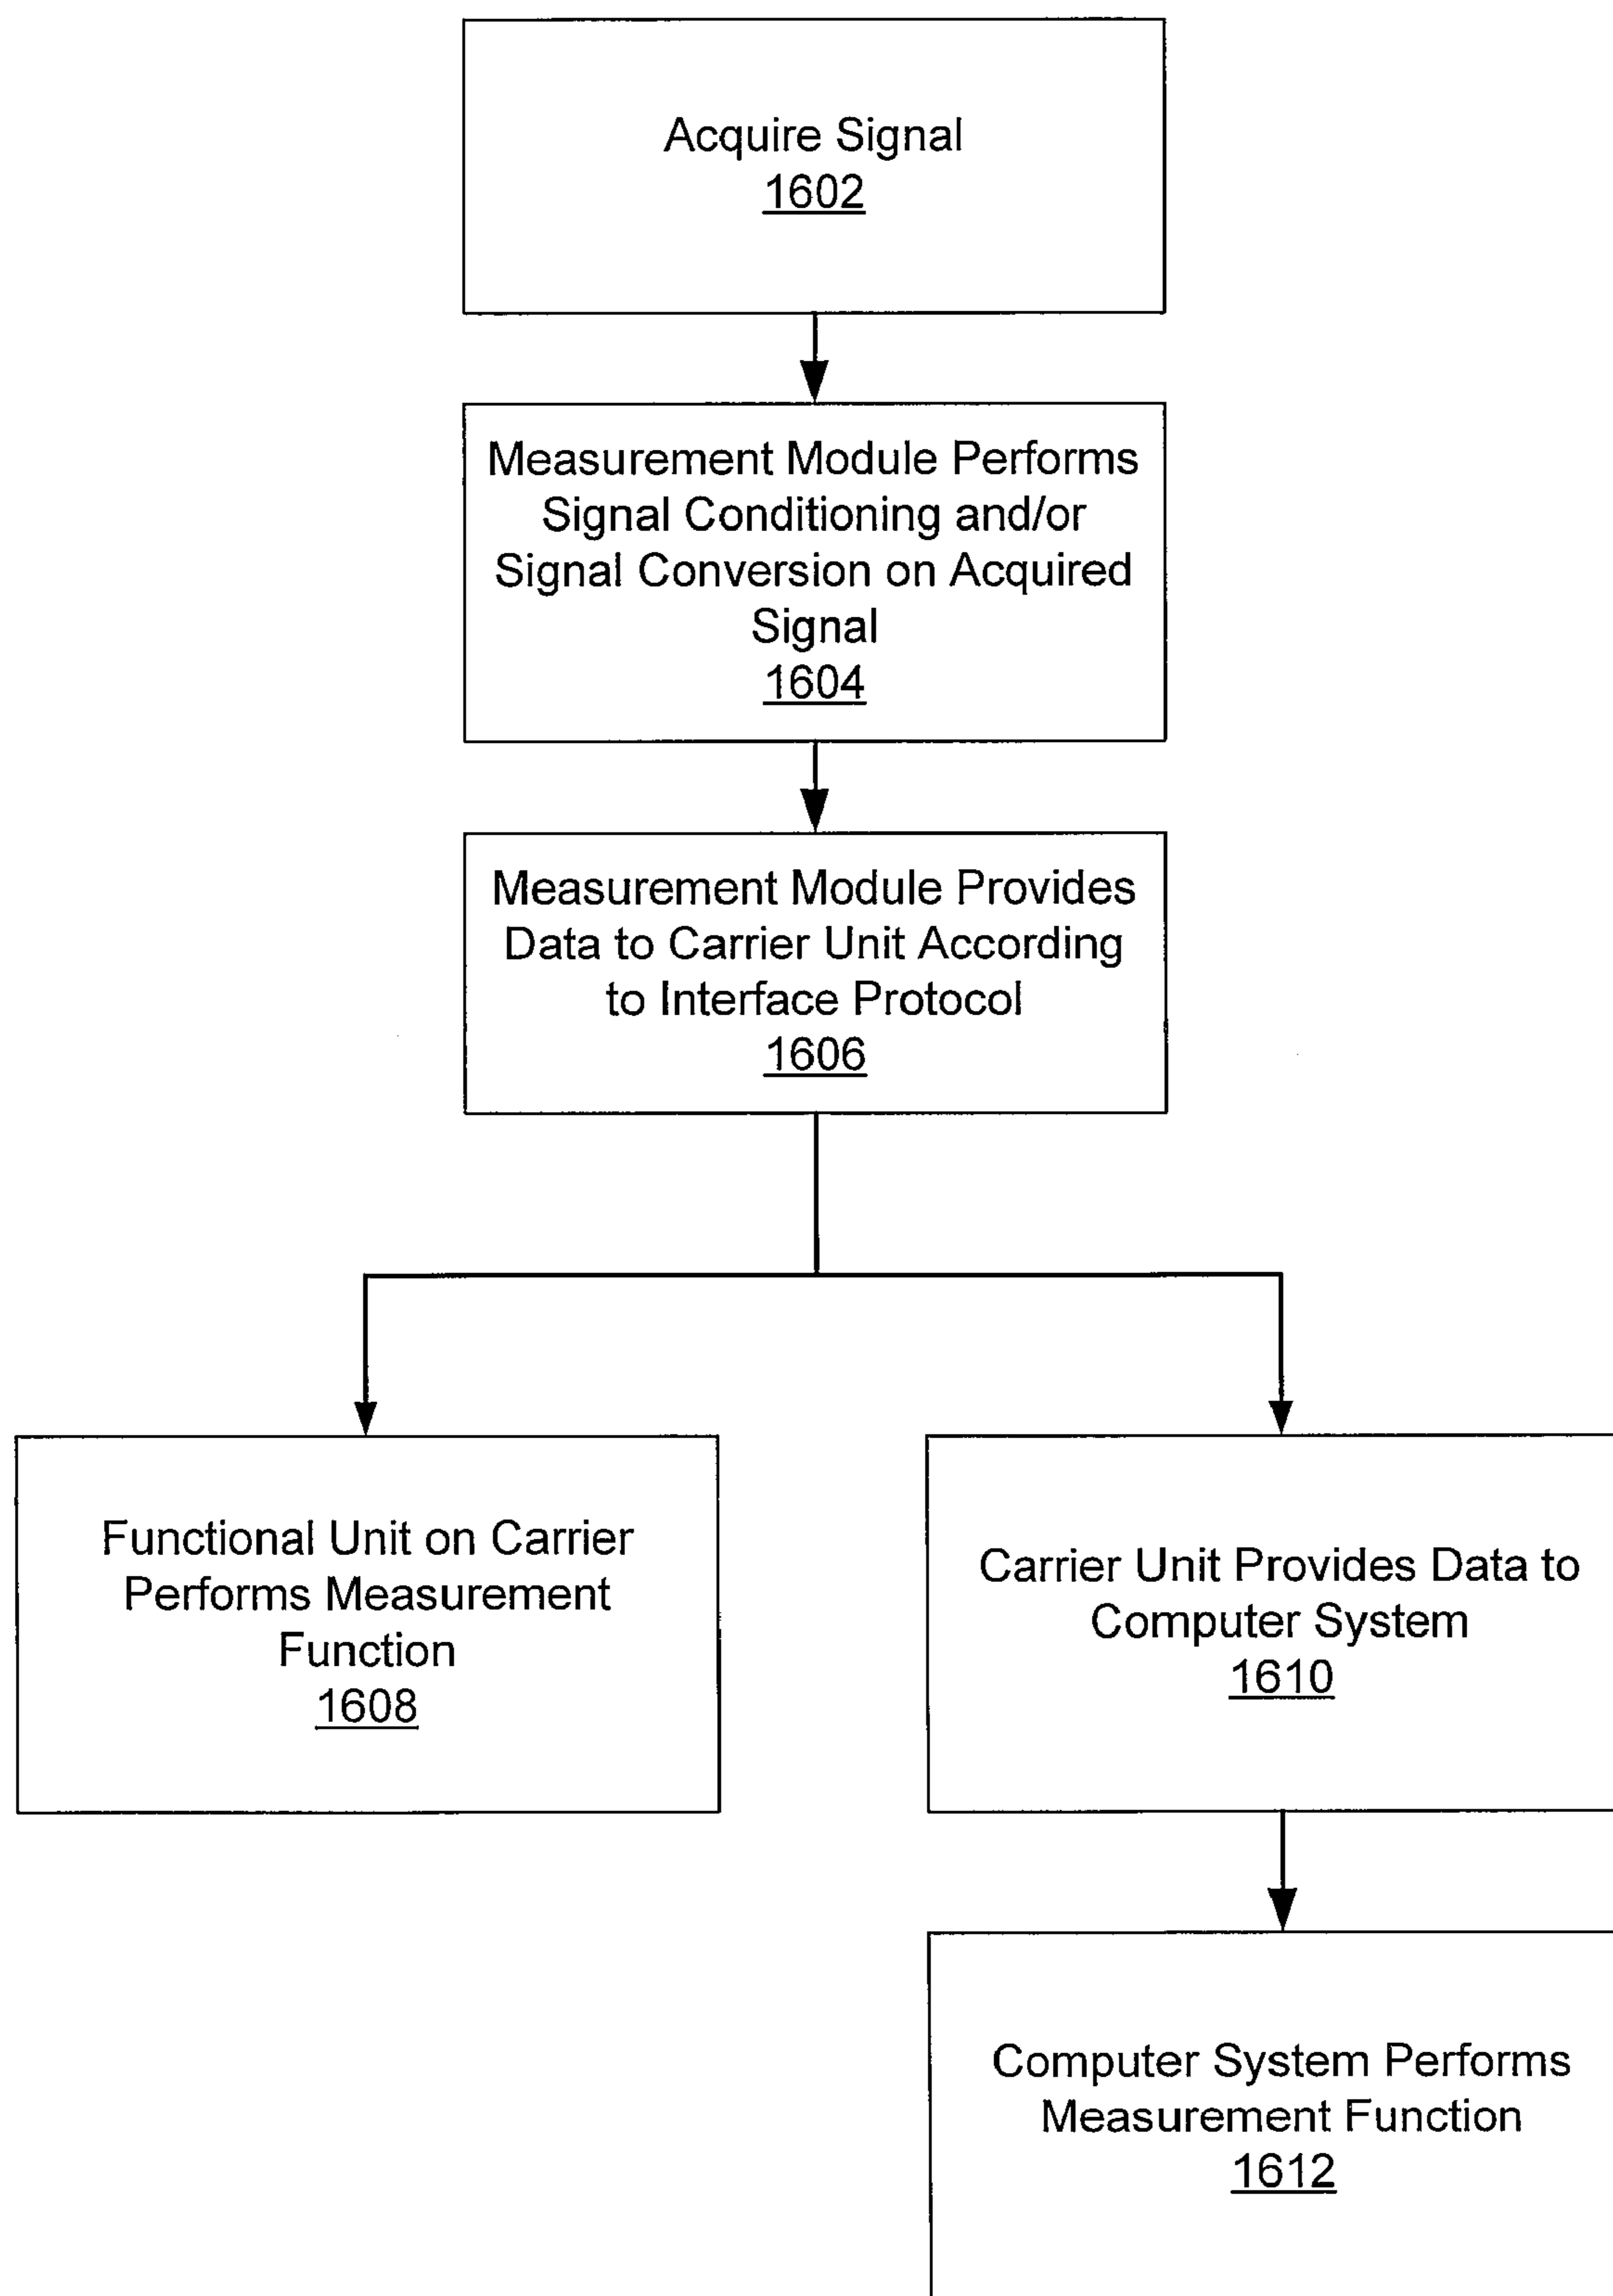 Acquire Signal
1602
Measurement Module Performs
Signal Conditioning and/or
Signal Conversion on Acquired
Signal
1604
Measurement Module Provides
Data to Carrier Unit According
to Interface Protocol
1606
Functional Unit on Carrier
Performs Measurement
Function
1608
Carrier Unit Provides Data to
Computer System
1610
Computer System Performs
Measurement Function
1612